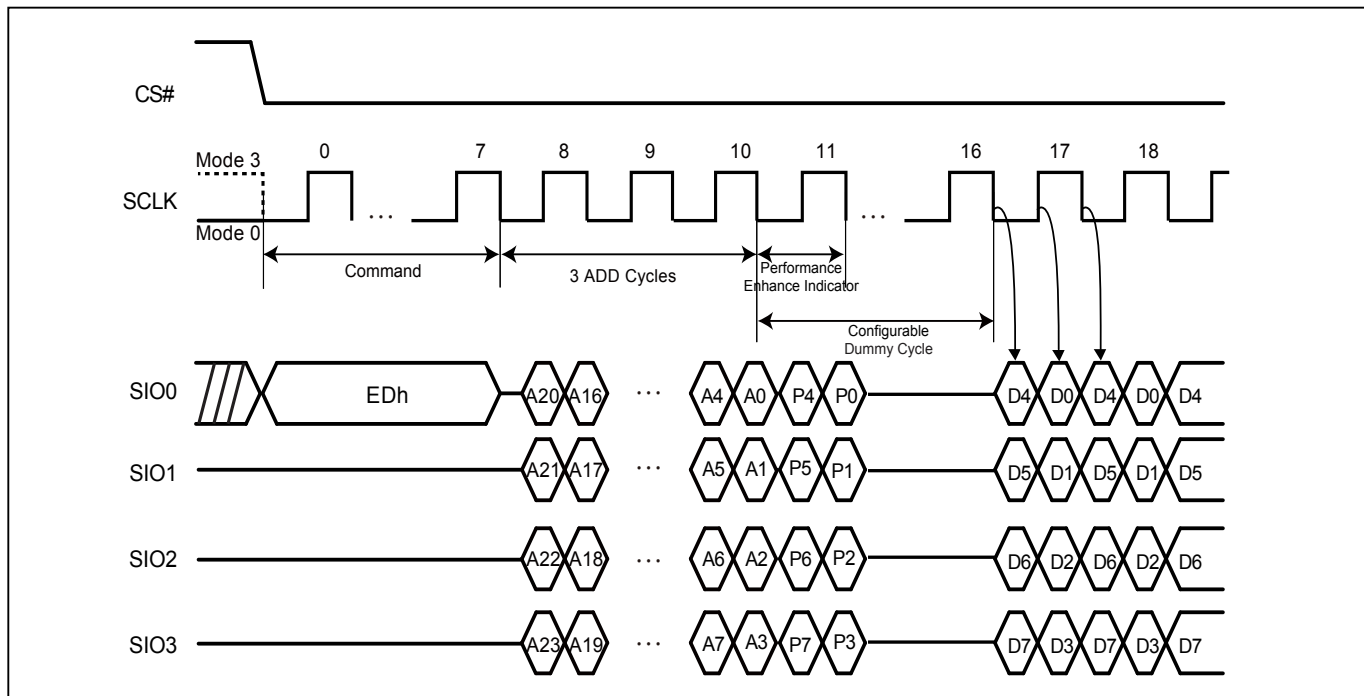 CS#
0 7 8 9 10 11 16 17 18
Mode 3
SCLK
...
...
Mode 0
Command
3 ADD Cycles
Performance
Enhance Indicator
Configurable
Dummy Cycle
SIO0 EDh A20 A16 ... A4 A0 P4 P0 D4 D0 D4 D0 D4
SIO1 A21 A17 ... A5 A1 P5 P1 D5 D1 D5 D1 D5
SIO2 A22 A18 ... A6 A2 P6 P2 D6 D2 D6 D2 D6
SIO3 A23 A19 ... A7 A3 P7 P3 D7 D3 D7 D3 D7